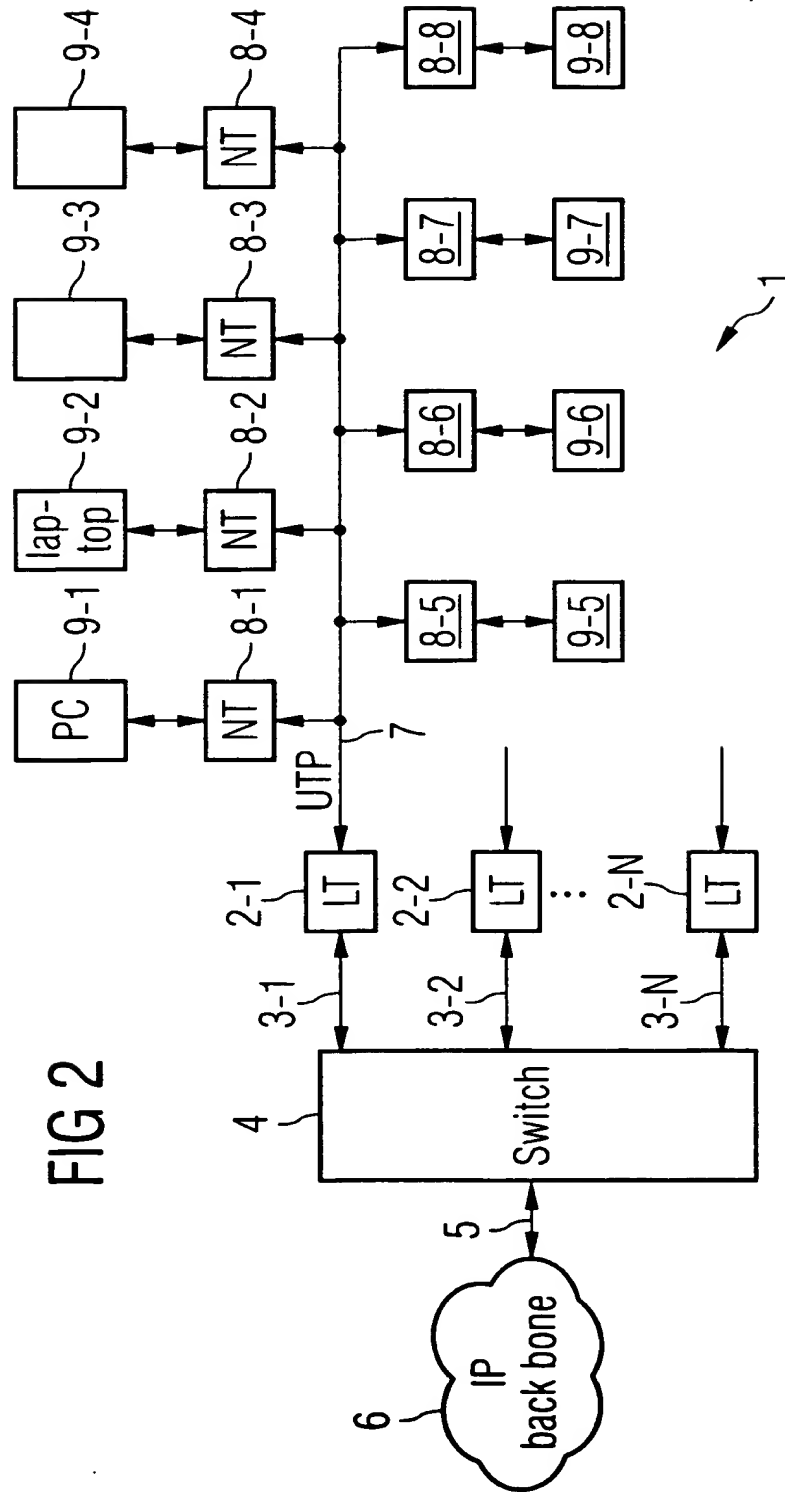 FIG 2
9-1
9-2
9-3
9-4
PC
lap-
top
8-1
8-2
8-3
8-4
NT
NT
NT
NT
UTP
7
8-5
8-6
8-7
8-8
9-5
9-6
9-7
9-8
1
2-1
LT
2-2
LT
2-N
LT
3-1
3-2
3-N
4
Switch
5
6
IP
back bone